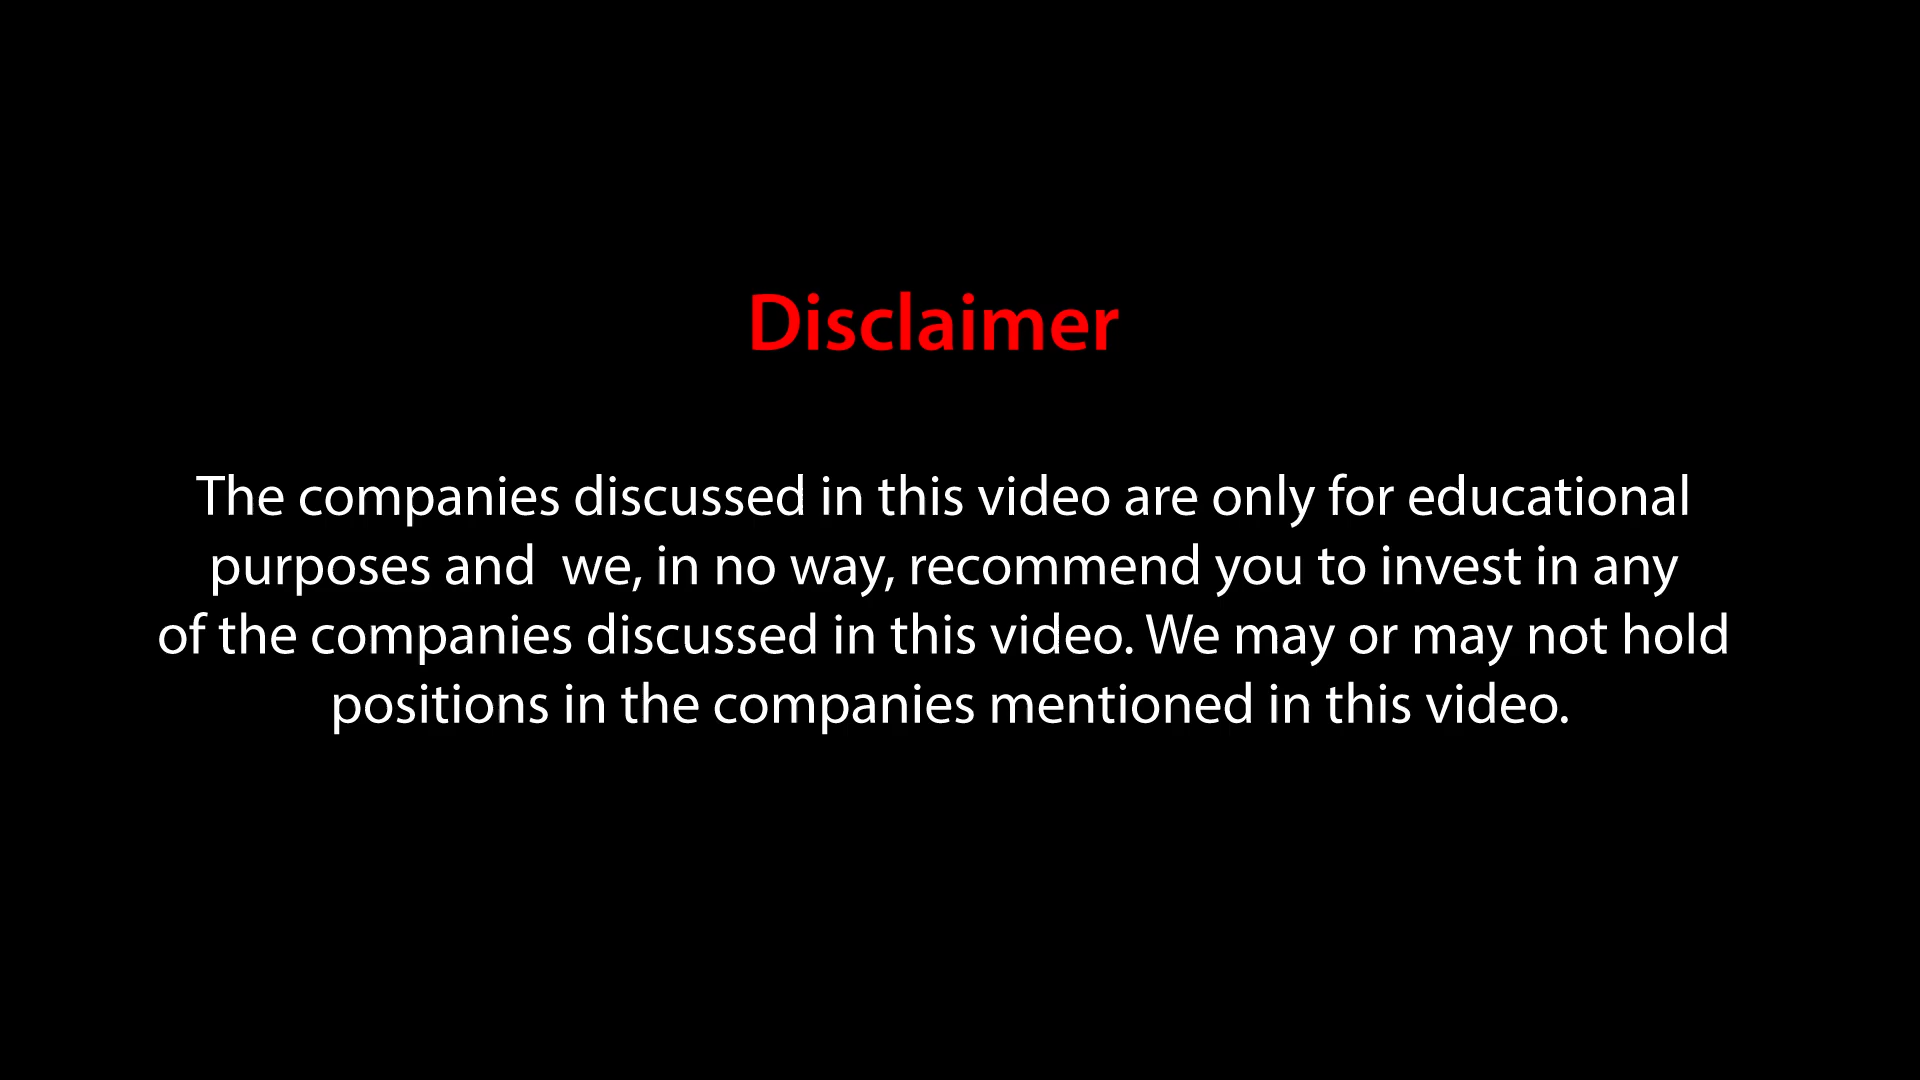 Disclaimer
The companies discussed in this video are only for educational
purposes and  we, in no way, recommend you to invest in any
of the companies discussed in this video. We may or may not hold
positions in the companies mentioned in this video.